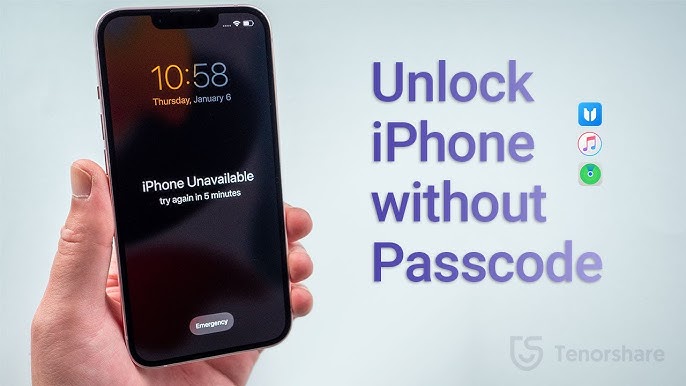 10:58
Thursday, January 6
iPhone Unavailable
try again in 5 minutes
Emergency
Unlock
iPhone
without
Passcode
Tenorshare